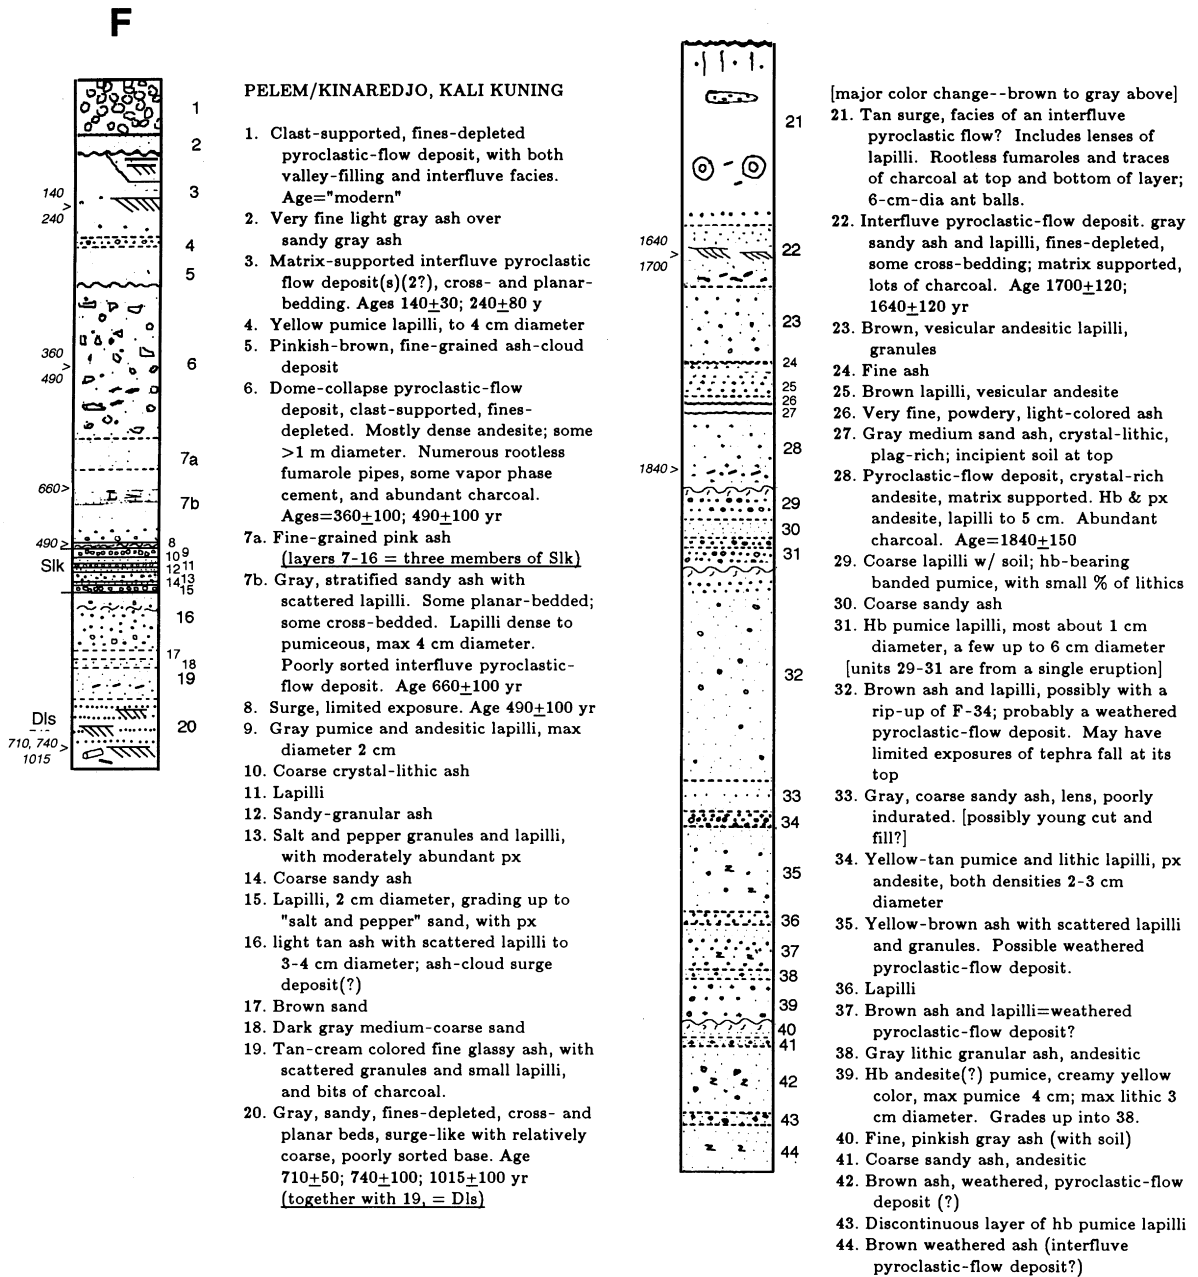 F
PELEM/KINAREDJO, KALI KUNING
1. Clast-supported, fines-depleted
pyroclastic-flow deposit, with both
valley-filling and interfluve facies.
Age="modern"
2. Very fine light gray ash over
sandy gray ash
3. Matrix-supported interfluve pyroclastic
flow deposit(s)(2?), cross- and planar-
bedding. Ages 140±30; 240±80 y
4. Yellow pumice lapilli, to 4 cm diameter
5. Pinkish-brown, fine-grained ash-cloud
deposit
6. Dome-collapse pyroclastic-flow
deposit, clast-supported, fines-
depleted. Mostly dense andesite; some
>1 m diameter. Numerous rootless
fumarole pipes, some vapor phase
cement, and abundant charcoal.
Ages=360±100; 490±100 yr
7a. Fine-grained pink ash
(layers 7-16 = three members of Slk)
7b. Gray, stratified sandy ash with
scattered lapilli. Some planar-bedded;
some cross-bedded. Lapilli dense to
pumiceous, max 4 cm diameter.
Poorly sorted interfluve pyroclastic-
flow deposit. Age 660±100 yr
8. Surge, limited exposure. Age 490±100 yr
9. Gray pumice and andesitic lapilli, max
diameter 2 cm
10. Coarse crystal-lithic ash
11. Lapilli
12. Sandy-granular ash
13. Salt and pepper granules and lapilli,
with moderately abundant px
14. Coarse sandy ash
15. Lapilli, 2 cm diameter, grading up to
"salt and pepper" sand, with px
16. light tan ash with scattered lapilli to
3-4 cm diameter; ash-cloud surge
deposit(?)
17. Brown sand
18. Dark gray medium-coarse sand
19. Tan-cream colored fine glassy ash, with
scattered granules and small lapilli,
and bits of charcoal.
20. Gray, sandy, fines-depleted, cross- and
planar beds, surge-like with relatively
coarse, poorly sorted base. Age
710±50; 740±100; 1015±100 yr
(together with 19, = Dls)
1
2
3
4
5
6
7a
7b
8
9
10
11
12
13
14
15
16
17
18
19
20
140
>
240
360
>
490
660>
490>
Slk
Dls
710, 740
>
1015
[major color change--brown to gray above]
21. Tan surge, facies of an interfluve
pyroclastic flow? Includes lenses of
lapilli. Rootless fumaroles and traces
of charcoal at top and bottom of layer;
6-cm-dia ant balls.
22. Interfluve pyroclastic-flow deposit. gray
sandy ash and lapilli, fines-depleted,
some cross-bedding; matrix supported,
lots of charcoal. Age 1700±120;
1640±120 yr
23. Brown, vesicular andesitic lapilli,
granules
24. Fine ash
25. Brown lapilli, vesicular andesite
26. Very fine, powdery, light-colored ash
27. Gray medium sand ash, crystal-lithic,
plag-rich; incipient soil at top
28. Pyroclastic-flow deposit, crystal-rich
andesite, matrix supported. Hb & px
andesite, lapilli to 5 cm. Abundant
charcoal. Age=1840±150
29. Coarse lapilli w/ soil; hb-bearing
banded pumice, with small % of lithics
30. Coarse sandy ash
31. Hb pumice lapilli, most about 1 cm
diameter, a few up to 6 cm diameter
[units 29-31 are from a single eruption]
32. Brown ash and lapilli, possibly with a
rip-up of F-34; probably a weathered
pyroclastic-flow deposit. May have
limited exposures of tephra fall at its
top
33. Gray, coarse sandy ash, lens, poorly
indurated. [possibly young cut and
fill?]
34. Yellow-tan pumice and lithic lapilli, px
andesite, both densities 2-3 cm
diameter
35. Yellow-brown ash with scattered lapilli
and granules. Possible weathered
pyroclastic-flow deposit.
36. Lapilli
37. Brown ash and lapilli=weathered
pyroclastic-flow deposit?
38. Gray lithic granular ash, andesitic
39. Hb andesite(?) pumice, creamy yellow
color, max pumice 4 cm; max lithic 3
cm diameter. Grades up into 38.
40. Fine, pinkish gray ash (with soil)
41. Coarse sandy ash, andesitic
42. Brown ash, weathered, pyroclastic-flow
deposit (?)
43. Discontinuous layer of hb pumice lapilli
44. Brown weathered ash (interfluve
pyroclastic-flow deposit?)
21
22
23
24
25
26
27
28
29
30
31
32
33
34
35
36
37
38
39
40
41
42
43
44
1640
>
1700
1840>